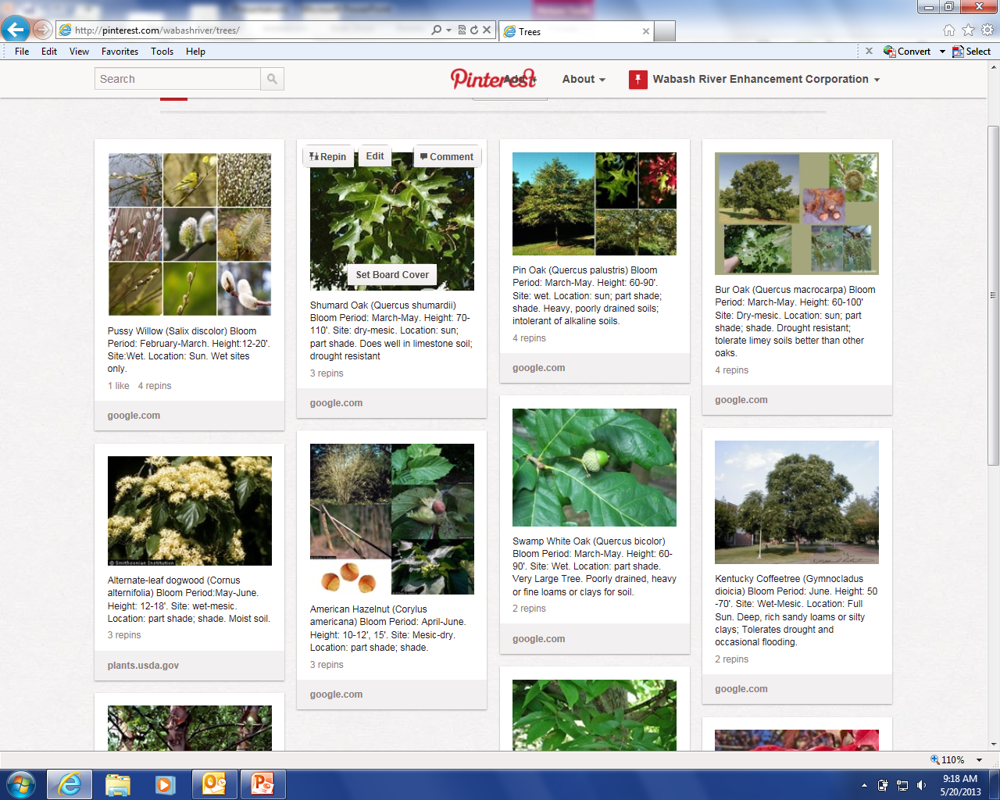 http://pinterest.com/wabashriver/trees/
Trees
File Edit View Favorites Tools Help
Convert Select
Search
Pinterest
Add +
About
Wabash River Enhancement Corporation
Pussy Willow (Salix discolor) Bloom
Period: February-March. Height:12-20'.
Site:Wet. Location: Sun. Wet sites
only.
1 like 4 repins
google.com
Alternate-leaf dogwood (Cornus
alternifolia) Bloom Period:May-June.
Height: 12-18'. Site: wet-mesic.
Location: part shade; shade. Moist soil.
3 repins
plants.usda.gov
Repin Edit Comment
Set Board Cover
Shumard Oak (Quercus shumardii)
Bloom Period: March-May. Height: 70-
110'. Site: dry-mesic. Location: sun;
part shade. Does well in limestone soil;
drought resistant
3 repins
google.com
American Hazelnut (Corylus
americana) Bloom Period: April-June.
Height: 10-12', 15'. Site: Mesic-dry.
Location: part shade; shade.
3 repins
google.com
Pin Oak (Quercus palustris) Bloom
Period: March-May. Height: 60-90'.
Site: wet. Location: sun; part shade;
shade. Heavy, poorly drained soils;
intolerant of alkaline soils.
4 repins
google.com
Swamp White Oak (Quercus bicolor)
Bloom Period: March-May. Height: 60-
90'. Site: Wet. Location: part shade.
Very Large Tree. Poorly drained, heavy
or fine loams or clays for soil.
2 repins
google.com
Bur Oak (Quercus macrocarpa) Bloom
Period: March-May. Height: 60-100'
Site: Dry-mesic. Location: sun; part
shade; shade. Drought resistant;
tolerate limey soils better than other
oaks.
4 repins
google.com
Kentucky Coffeetree (Gymnocladus
dioicia) Bloom Period: June. Height: 50
-70'. Site: Wet-Mesic. Location: Full
Sun. Deep, rich sandy loams or silty
clays; Tolerates drought and
occasional flooding.
2 repins
google.com
© Smithsonian Institution
110%
9:18 AM
5/20/2013